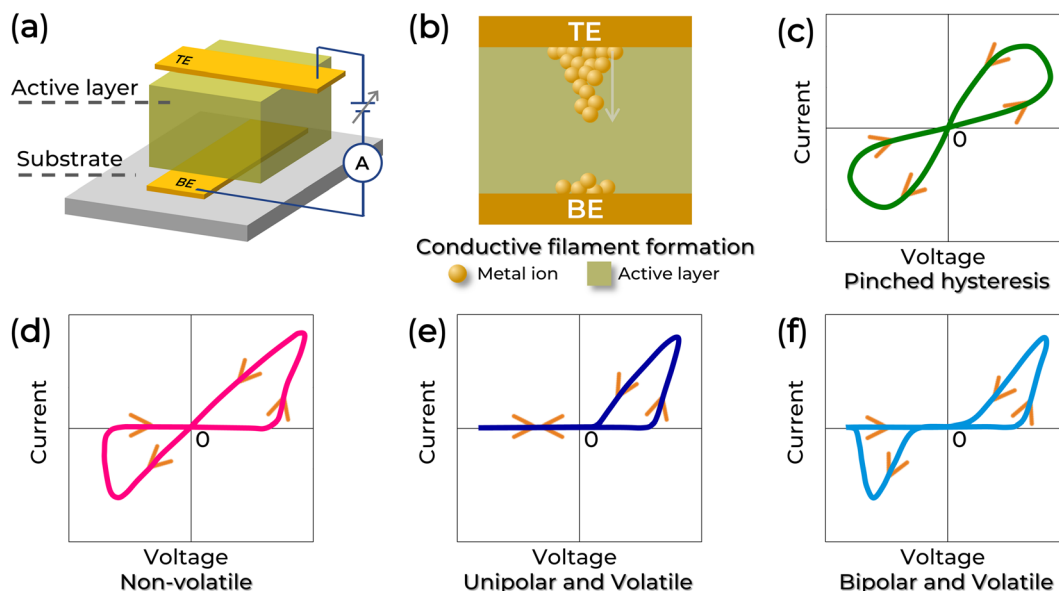 (a)
TE
Active layer
Substrate
BE
A
(b)
TE
BE
Conductive filament formation
Metal ion
Active layer
(c)
Current
0
Voltage
Pinched hysteresis
(d)
Current
0
Voltage
Non-volatile
(e)
Current
0
Voltage
Unipolar and Volatile
(f)
Current
0
Voltage
Bipolar and Volatile